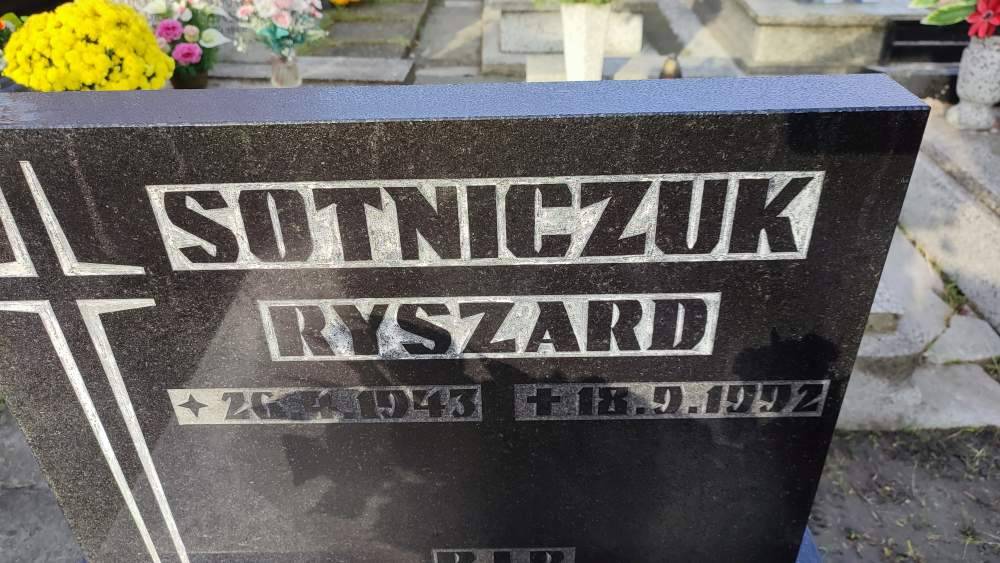 SOTNICZUK
RYSZARD
18.9.1992
R.I.P.